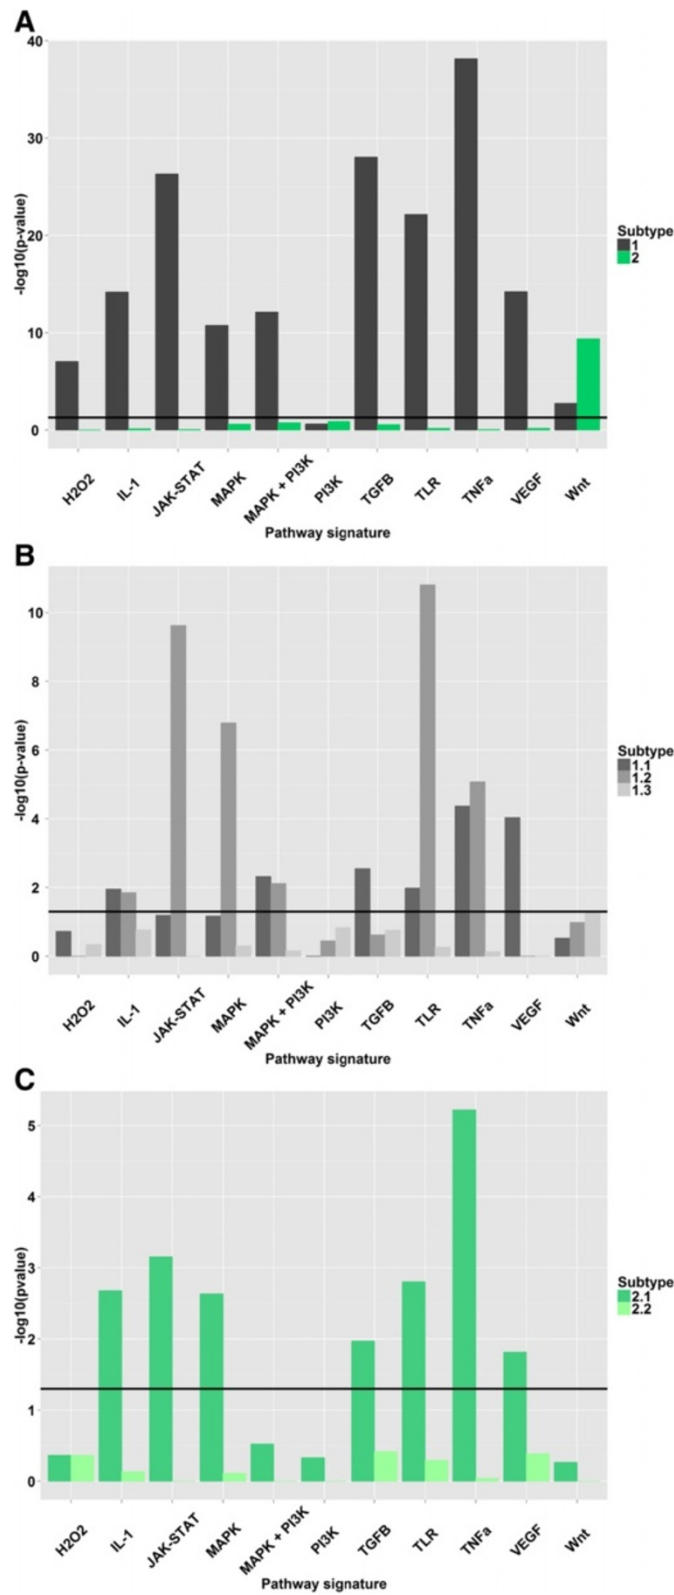 A
40
30
20
10
0
-log10(p-value)
H2O2 IL-1 JAK-STAT MAPK MAPK + PI3K PI3K TGFB TLR TNFa VEGF Wnt
Pathway signature
Subtype
1
2
B
10
8
6
4
2
0
-log10(p-value)
H2O2 IL-1 JAK-STAT MAPK MAPK + PI3K PI3K TGFB TLR TNFa VEGF Wnt
Pathway signature
Subtype
1.1
1.2
1.3
C
5
4
3
2
1
0
-log10(pvalue)
H2O2 IL-1 JAK-STAT MAPK MAPK + PI3K PI3K TGFB TLR TNFa VEGF Wnt
Pathway signature
Subtype
2.1
2.2